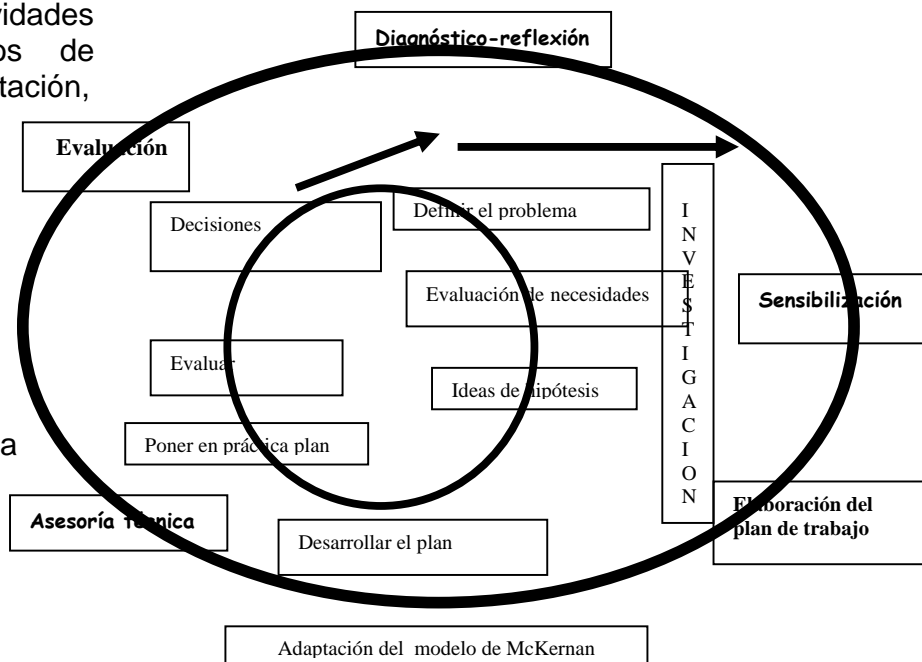 vidades
os de
tación,
Diagnóstico-reflexión
Evaluación
Decisiones
Definir el problema
I
N
V
E
S
T
I
G
A
C
I
O
N
Evaluación de necesidades
Sensibilización
Evaluar
Ideas de hipótesis
a
Poner en práctica plan
Asesoría técnica
Elaboración del
plan de trabajo
Desarrollar el plan
Adaptación del modelo de McKernan